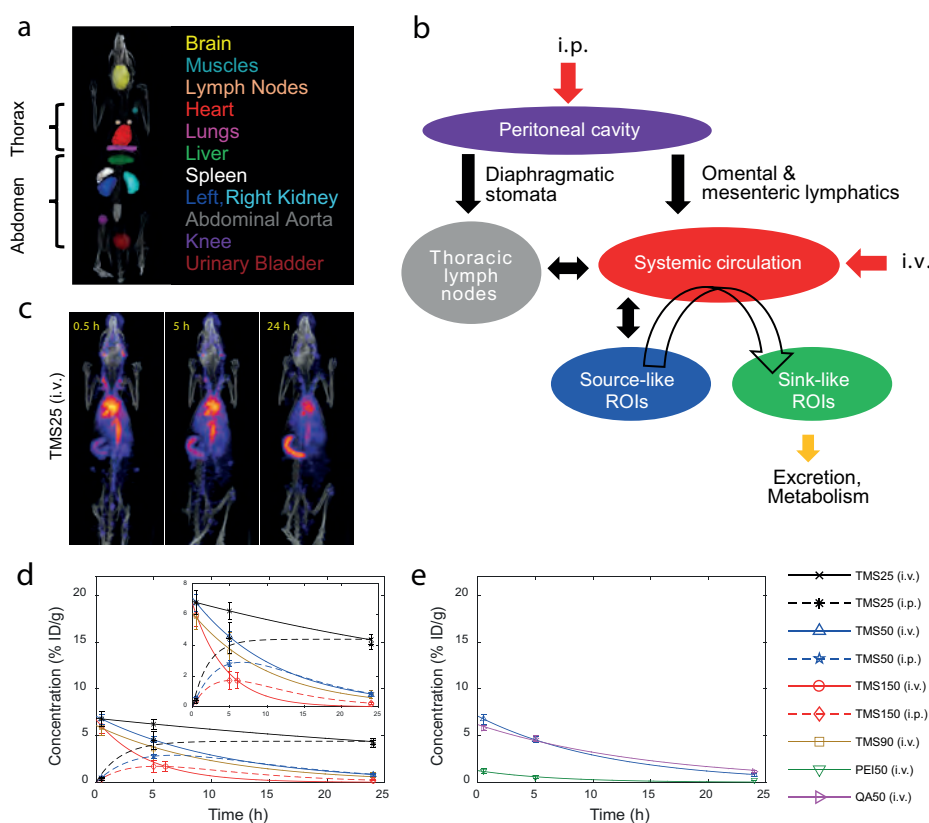 a
Brain
Muscles
Lymph Nodes
Heart
Lungs
Liver
Spleen
Left, Right Kidney
Abdominal Aorta
Knee
Urinary Bladder
Thorax
Abdomen
b
i.p.
Peritoneal cavity
Diaphragmatic
stomata
Omental &
mesenteric lymphatics
Thoracic
lymph
nodes
Systemic circulation
i.v.
Source-like
ROIs
Sink-like
ROIs
Excretion,
Metabolism
c
TMS25 (i.v.)
0.5 h
5 h
24 h
d
Concentration (% ID/g)
20
15
10
5
0
0 5 10 15 20 25
Time (h)
8
6
4
2
0
0 5 10 15 20 25
e
Concentration (% ID/g)
20
15
10
5
0
0 5 10 15 20 25
Time (h)
TMS25 (i.v.)
TMS25 (i.p.)
TMS50 (i.v.)
TMS50 (i.p.)
TMS150 (i.v.)
TMS150 (i.p.)
TMS90 (i.v.)
PEI50 (i.v.)
QA50 (i.v.)